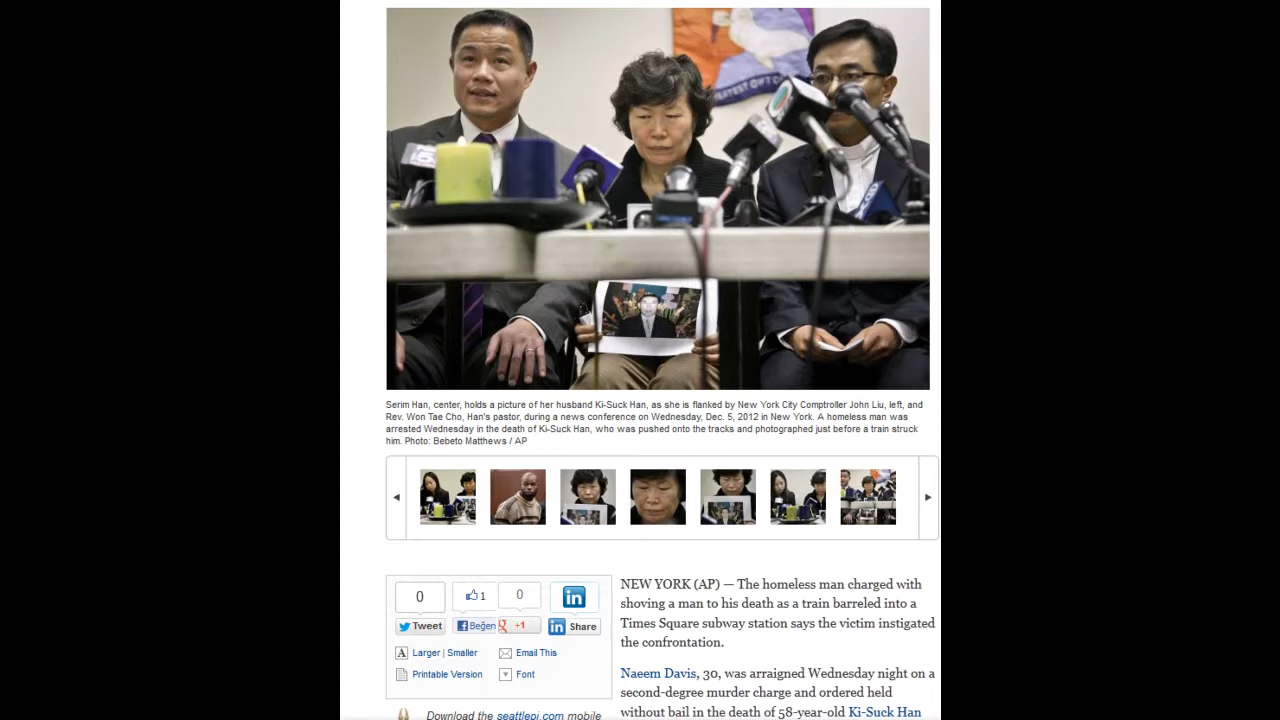 Serim Han, center, holds a picture of her husband Ki-Suck Han, as she is flanked by New York City Comptroller John Liu, left, and
Rev. Won Tae Cho, Han's pastor, during a news conference on Wednesday, Dec. 5, 2012 in New York. A homeless man was
arrested Wednesday in the death of Ki-Suck Han, who was pushed onto the tracks and photographed just before a train struck
him. Photo: Bebeto Matthews / AP
0
1
0
in
Tweet
Beğen
+1
in Share
A Larger | Smaller
Email This
Printable Version
Font
Download the seattlepi.com mobile
NEW YORK (AP) — The homeless man charged with
shoving a man to his death as a train barreled into a
Times Square subway station says the victim instigated
the confrontation.
Naeem Davis, 30, was arraigned Wednesday night on a
second-degree murder charge and ordered held
without bail in the death of 58-year-old Ki-Suck Han